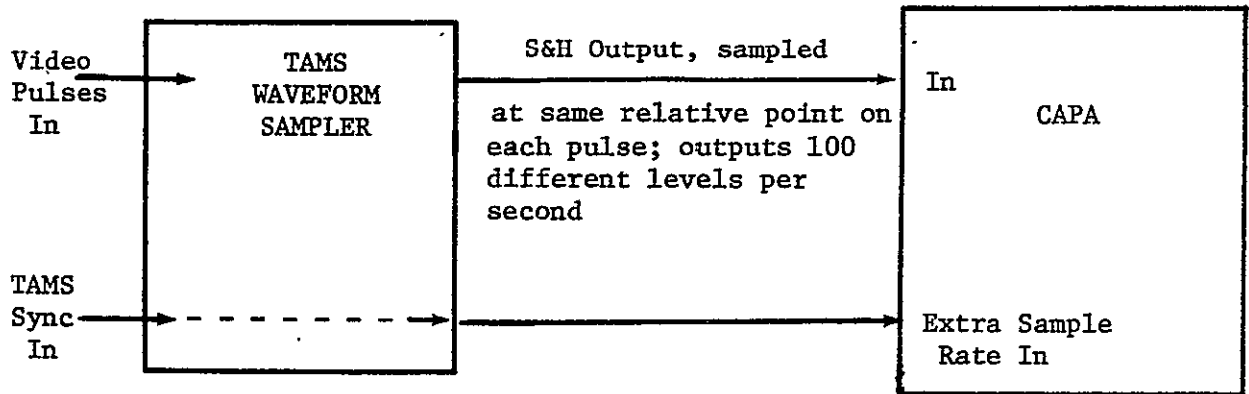 Video
Pulses
In
TAMS
WAVEFORM
SAMPLER
S&H Output, sampled
at same relative point on
each pulse; outputs 100
different levels per
second
In
CAPA
TAMS
Sync
In
Extra Sample
Rate In